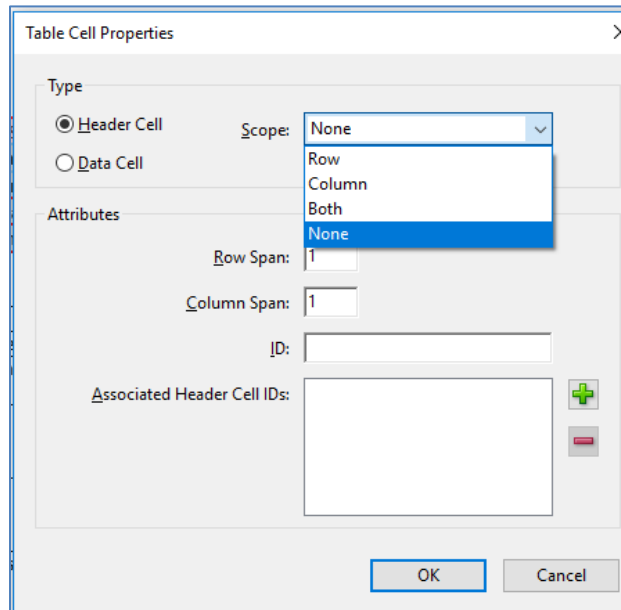 Table Cell Properties
Type
Header Cell
Scope:
None
Data Cell
Row
Column
Both
None
Attributes
Row Span:
1
Column Span:
1
ID:
Associated Header Cell IDs:
OK
Cancel